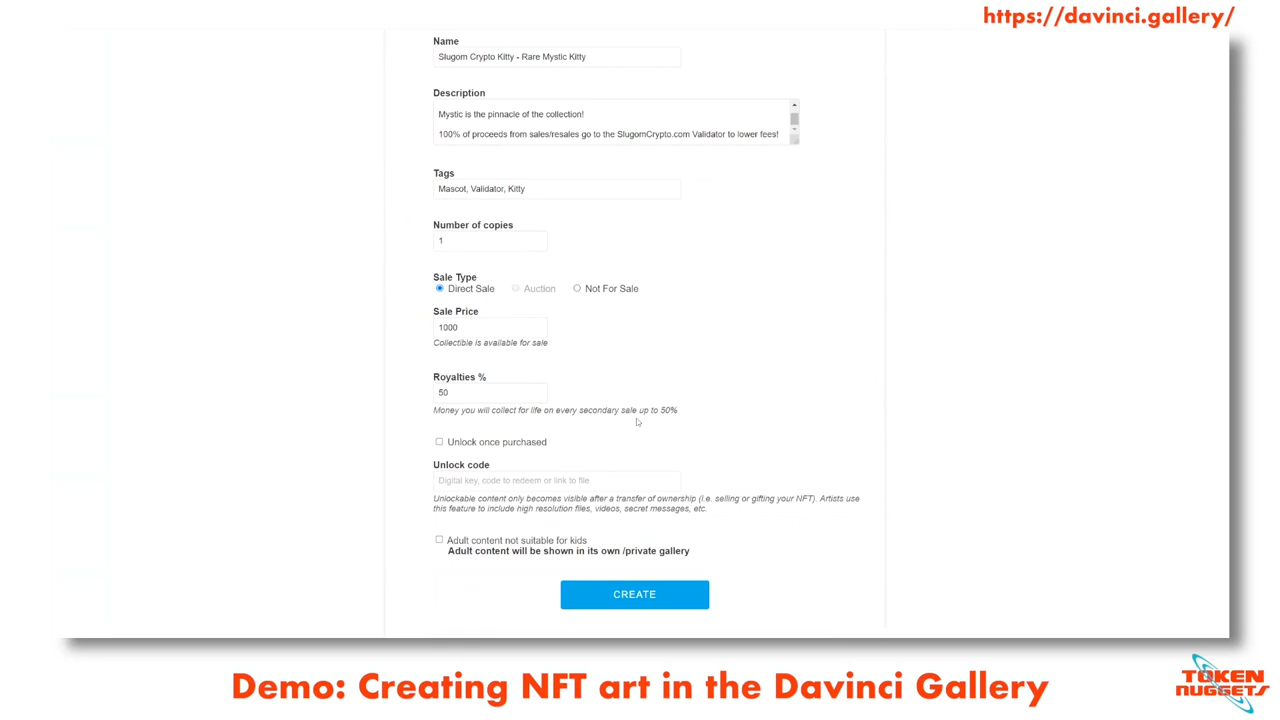 https://davinci.gallery/
Name
Slugom Crypto Kitty - Rare Mystic Kitty
Description
Mystic is the pinnacle of the collection!
100% of proceeds from sales/resales go to the SlugomCrypto.com Validator to lower fees!
Tags
Mascot, Validator, Kitty
Number of copies
1
Sale Type
Direct Sale Auction Not For Sale
Sale Price
1000
Collectible is available for sale
Royalties %
50
Money you will collect for life on every secondary sale up to 50%
Unlock once purchased
Unlock code
Digital key, code to redeem or link to file
Unlockable content only becomes visible after a transfer of ownership (I.e. selling or gifting your NFT). Artists use
this feature to include high resolution files, videos, secret messages, etc.
Adult content not suitable for kids
Adult content will be shown in its own /private gallery
CREATE
Demo: Creating NFT art in the Davinci Gallery
TOKEN
NUGGETS